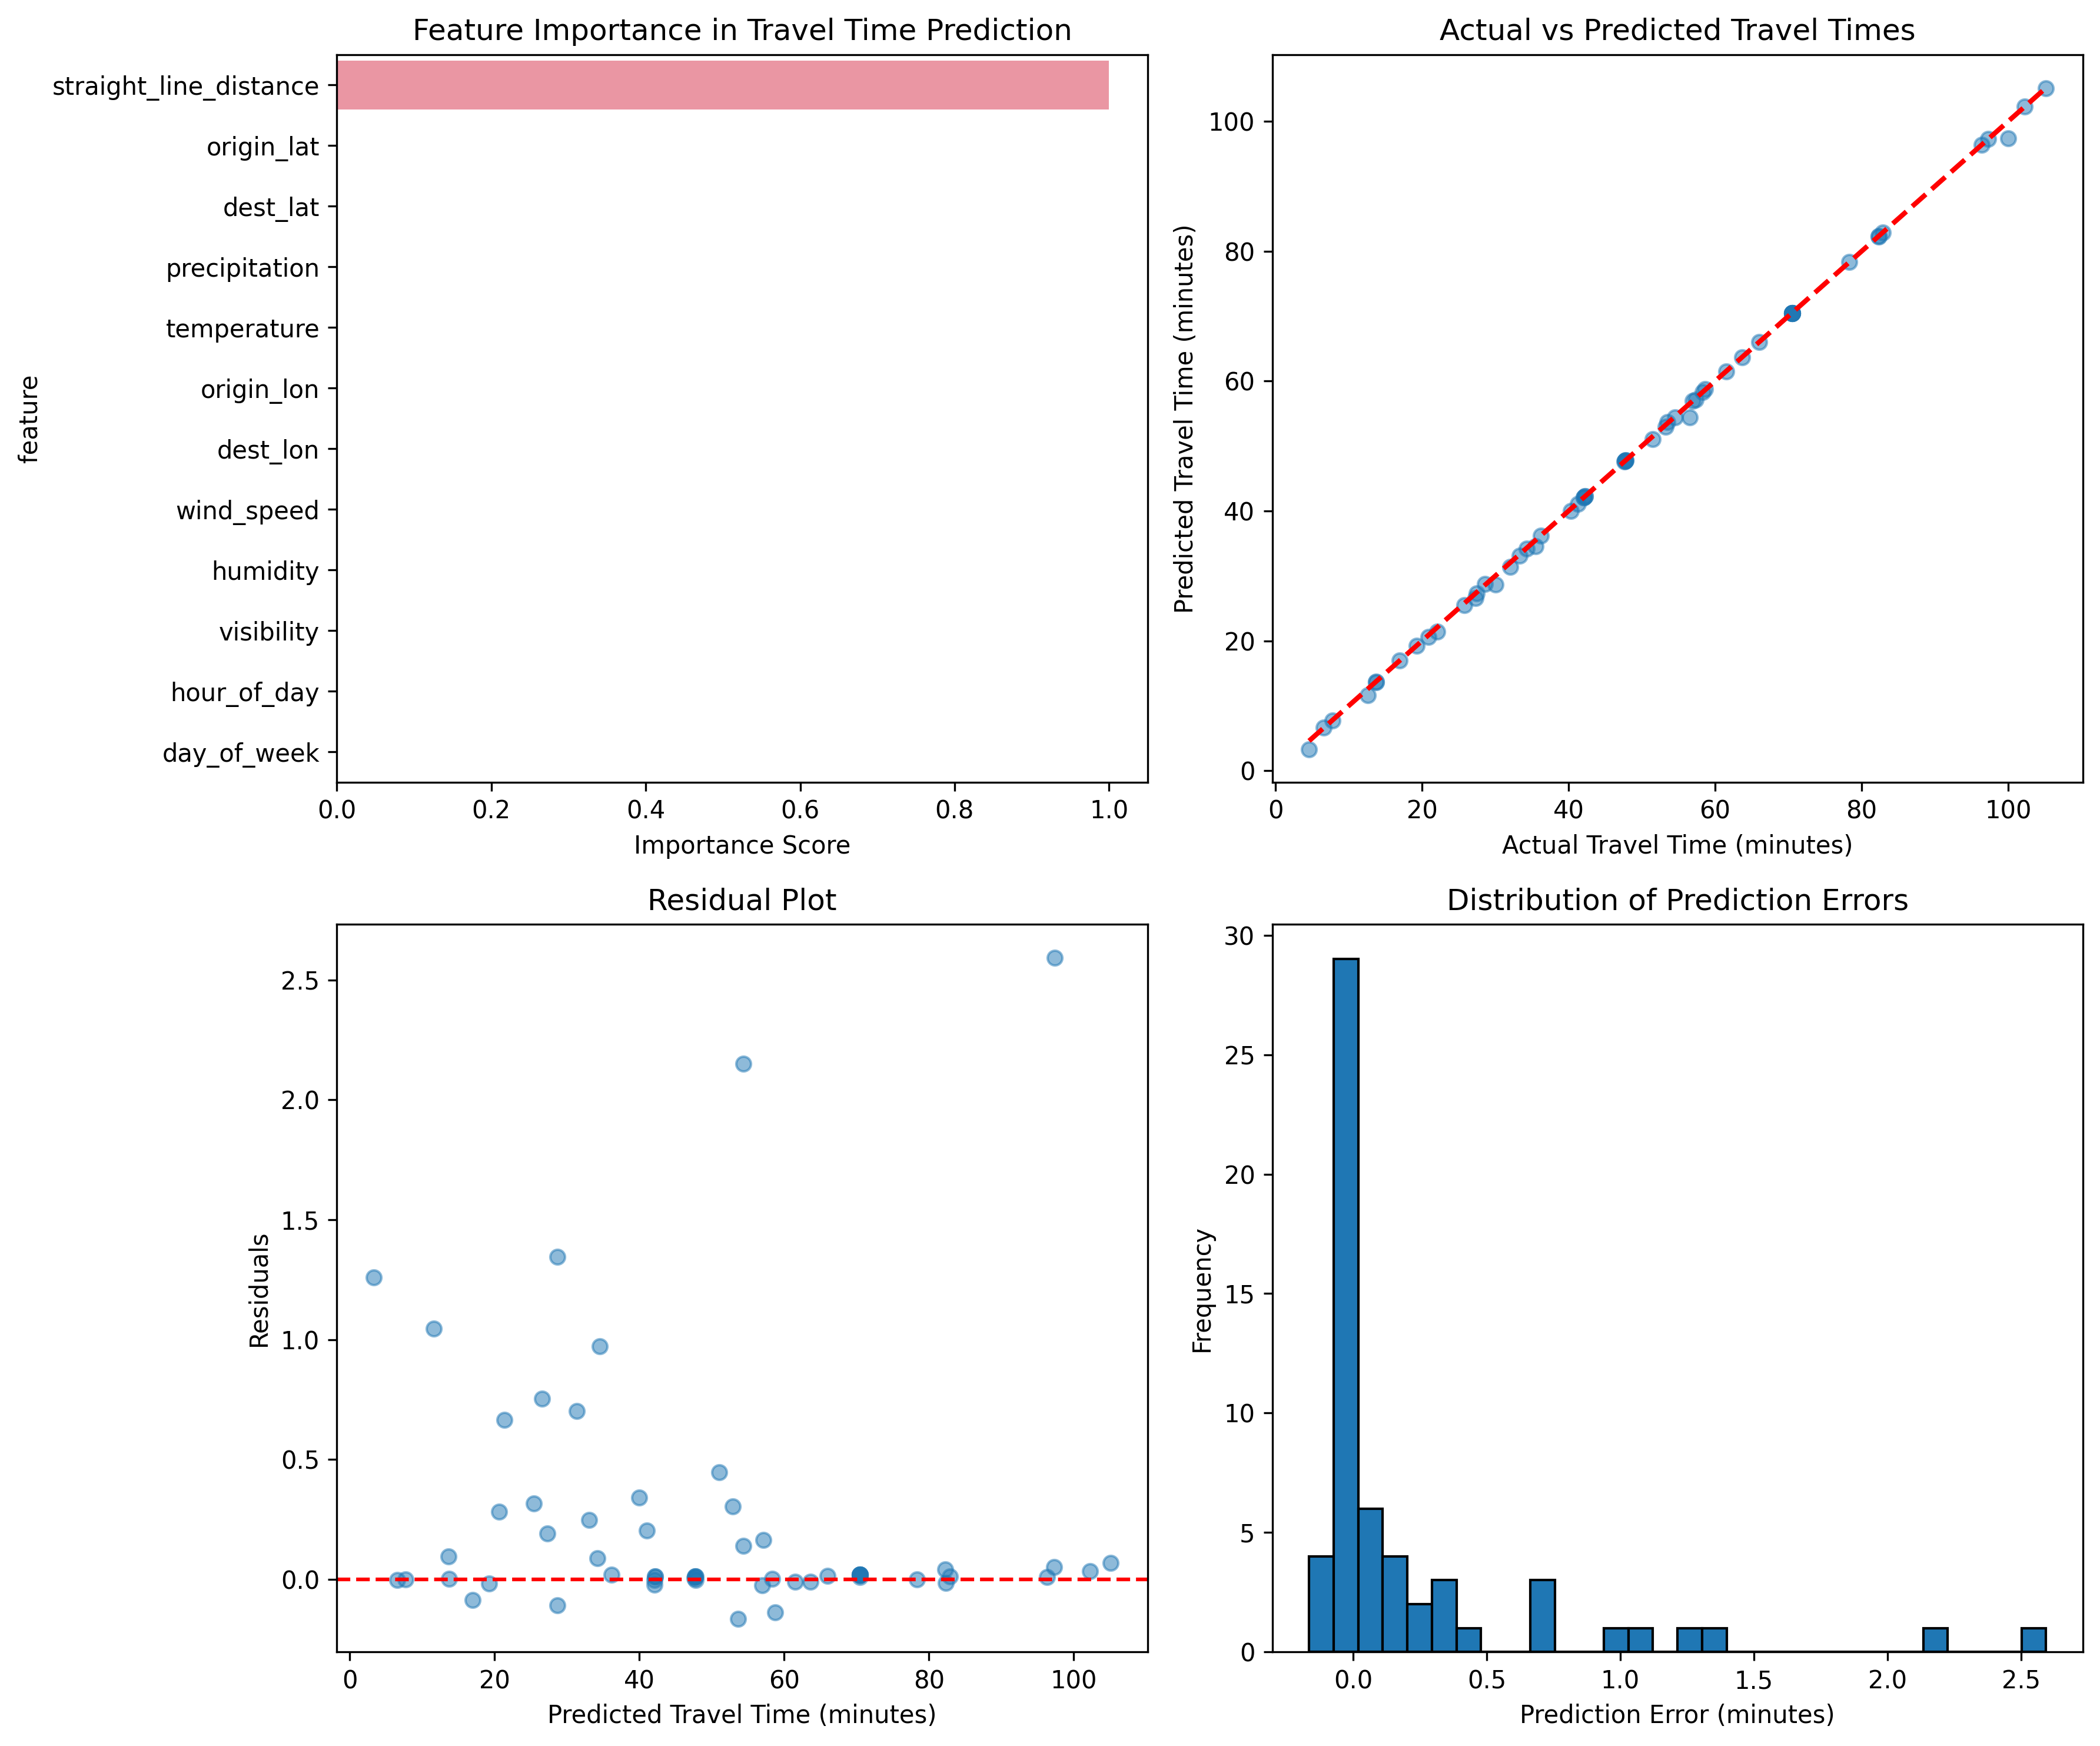 Feature Importance in Travel Time Prediction
straight_line_distance
origin_lat
dest_lat
precipitation
temperature
origin_lon
dest_lon
wind_speed
humidity
visibility
hour_of_day
day_of_week
feature
0.0 0.2 0.4 0.6 0.8 1.0
Importance Score
Actual vs Predicted Travel Times
100
80
60
40
20
0
Predicted Travel Time (minutes)
0 20 40 60 80 100
Actual Travel Time (minutes)
Residual Plot
2.5
2.0
1.5
1.0
0.5
0.0
Residuals
0 20 40 60 80 100
Predicted Travel Time (minutes)
Distribution of Prediction Errors
30
25
20
15
10
5
0
Frequency
0.0 0.5 1.0 1.5 2.0 2.5
Prediction Error (minutes)